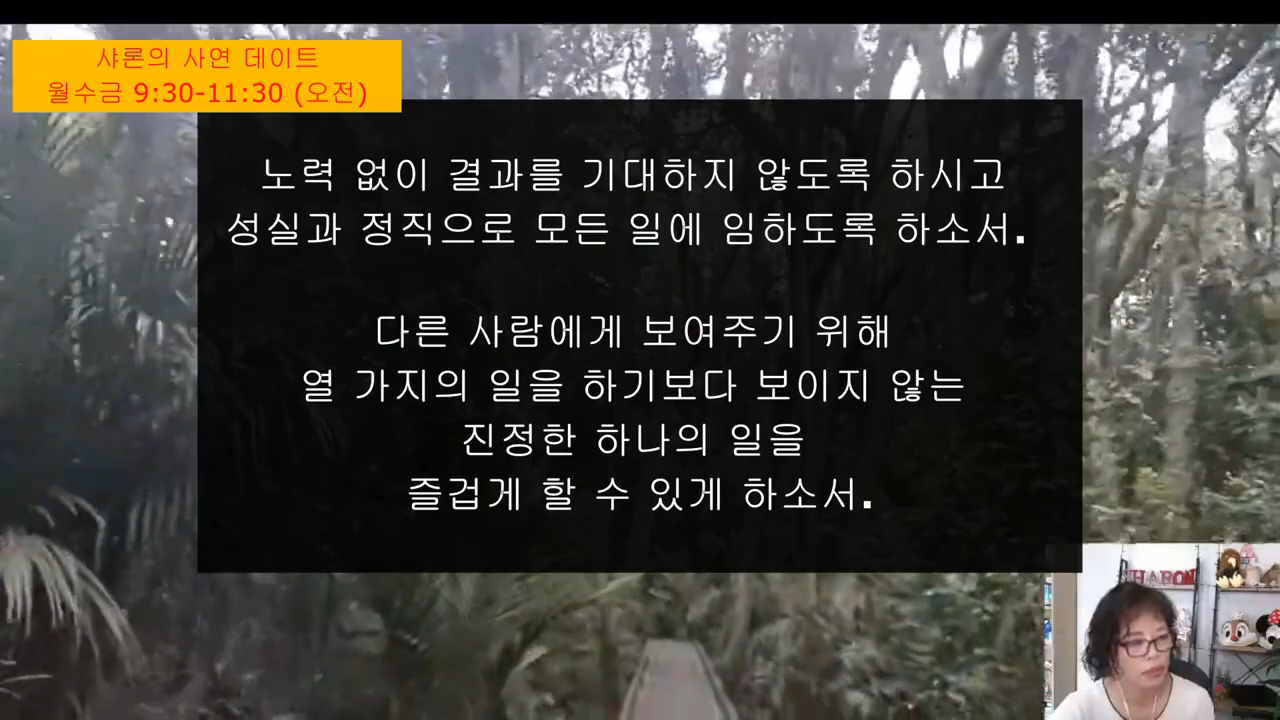 샤론의 사연 데이트
월수금 9:30-11:30 (오전)
노력 없이 결과를 기대하지 않도록 하시고
성실과 정직으로 모든 일에 임하도록 하소서.
다른 사람에게 보여주기 위해
열 가지의 일을 하기보다 보이지 않는
진정한 하나의 일을
즐겁게 할 수 있게 하소서.
HARON